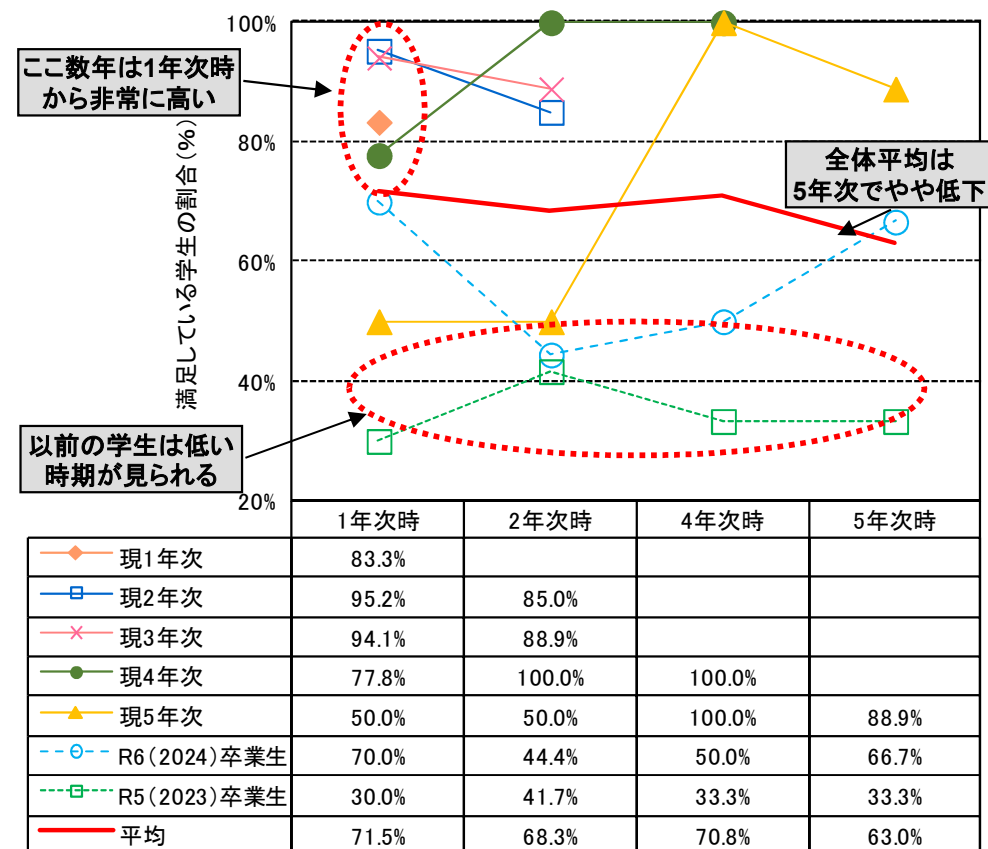 100%
80%
60%
40%
20%
満足している学生の割合(%)
ここ数年は1年次時
から非常に高い
全体平均は
5年次でやや低下
以前の学生は低い
時期が見られる
1年次時 2年次時 4年次時 5年次時
現1年次 83.3%
現2年次 95.2% 85.0%
現3年次 94.1% 88.9%
現4年次 77.8% 100.0% 100.0%
現5年次 50.0% 50.0% 100.0% 88.9%
R6(2024)卒業生 70.0% 44.4% 50.0% 66.7%
R5(2023)卒業生 30.0% 41.7% 33.3% 33.3%
平均 71.5% 68.3% 70.8% 63.0%